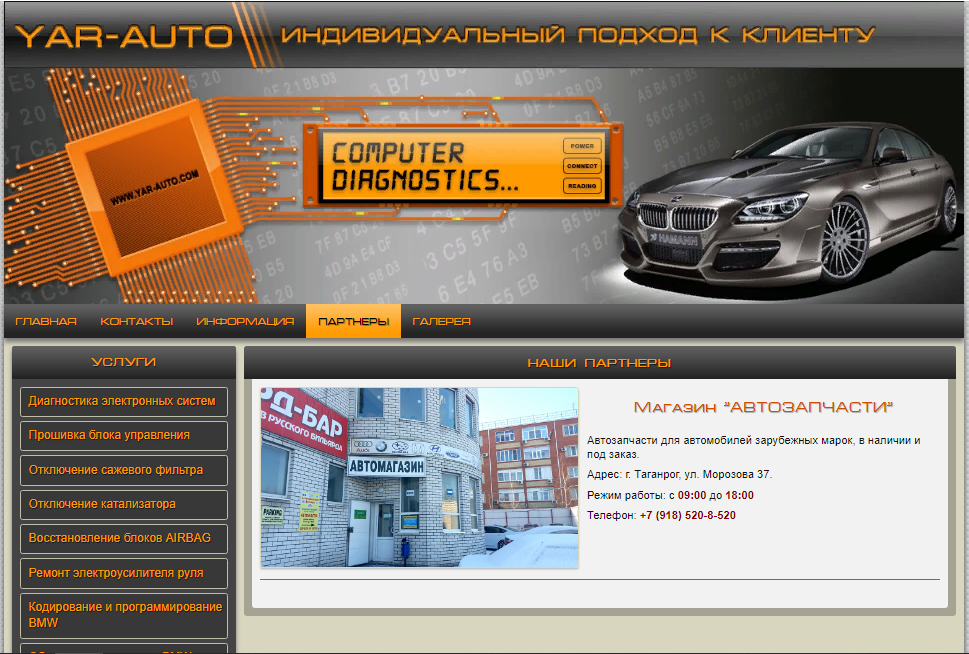 YAR-AUTO
ИНДИВИДУАЛЬНЫЙ ПОДХОД К КЛИЕНТУ
WWW.YAR-AUTO.COM
COMPUTER
DIAGNOSTICS...
POWER
CONNECT
READING
HAMANN
ГЛАВНАЯ КОНТАКТЫ ИНФОРМАЦИЯ ПАРТНЕРЫ ГАЛЕРЕЯ
УСЛУГИ
Диагностика электронных систем
Прошивка блока управления
Отключение сажевого фильтра
Отключение катализатора
Восстановление блоков AIRBAG
Ремонт электроусилителя руля
Кодирование и программирование
BMW
НАШИ ПАРТНЕРЫ
Д-БАР
РУССКОГО БИЛЬЯРДА
АВТОМАГАЗИН
PARKING
Магазин "АВТОЗАПЧАСТИ"
Автозапчасти для автомобилей зарубежных марок, в наличии и
под заказ.
Адрес: г. Таганрог, ул. Морозова 37.
Режим работы: с 09:00 до 18:00
Телефон: +7 (918) 520-8-520